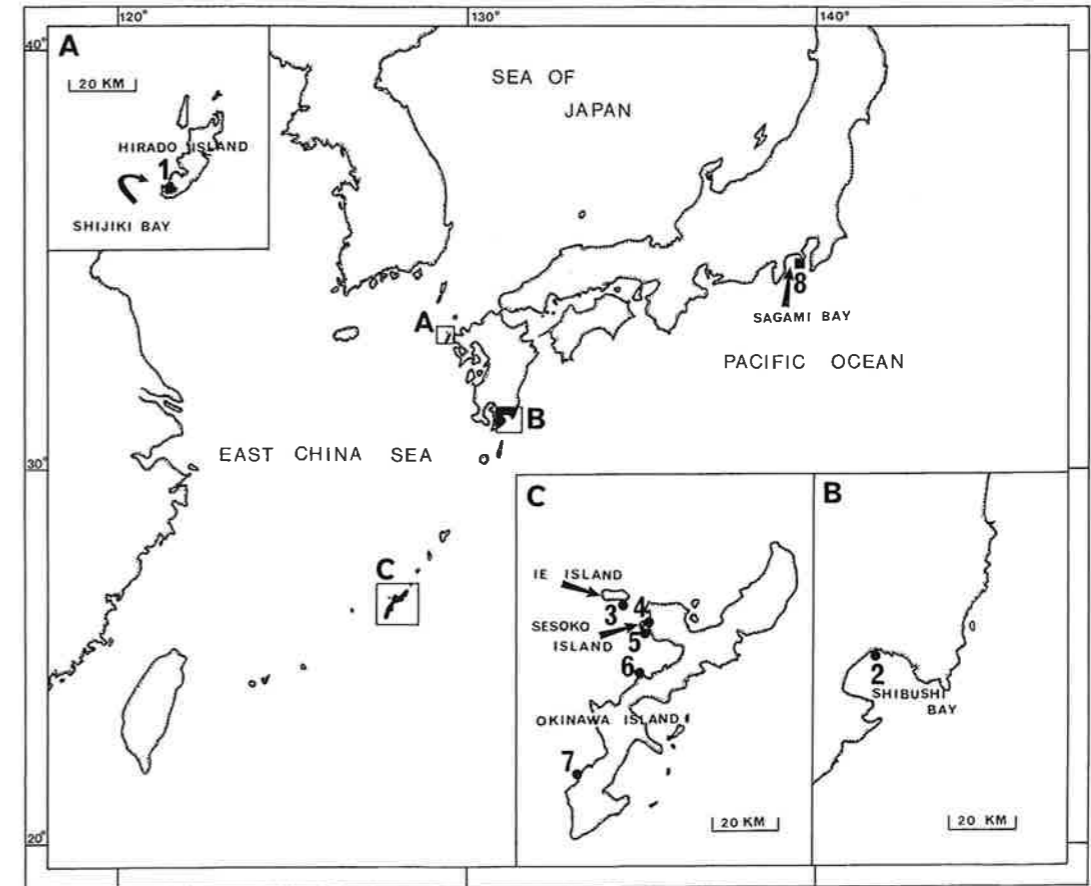 120°
130°
140°
40°
A
20 KM
HIRADO ISLAND
1
SHIJIKI BAY
SEA OF
JAPAN
8
SAGAMI BAY
A
PACIFIC OCEAN
B
EAST CHINA SEA
30°
C
C
IE ISLAND
3
4
SESOKO
ISLAND
5
6
OKINAWA ISLAND
7
20 KM
B
2
SHIBUSHI
BAY
20 KM
20°